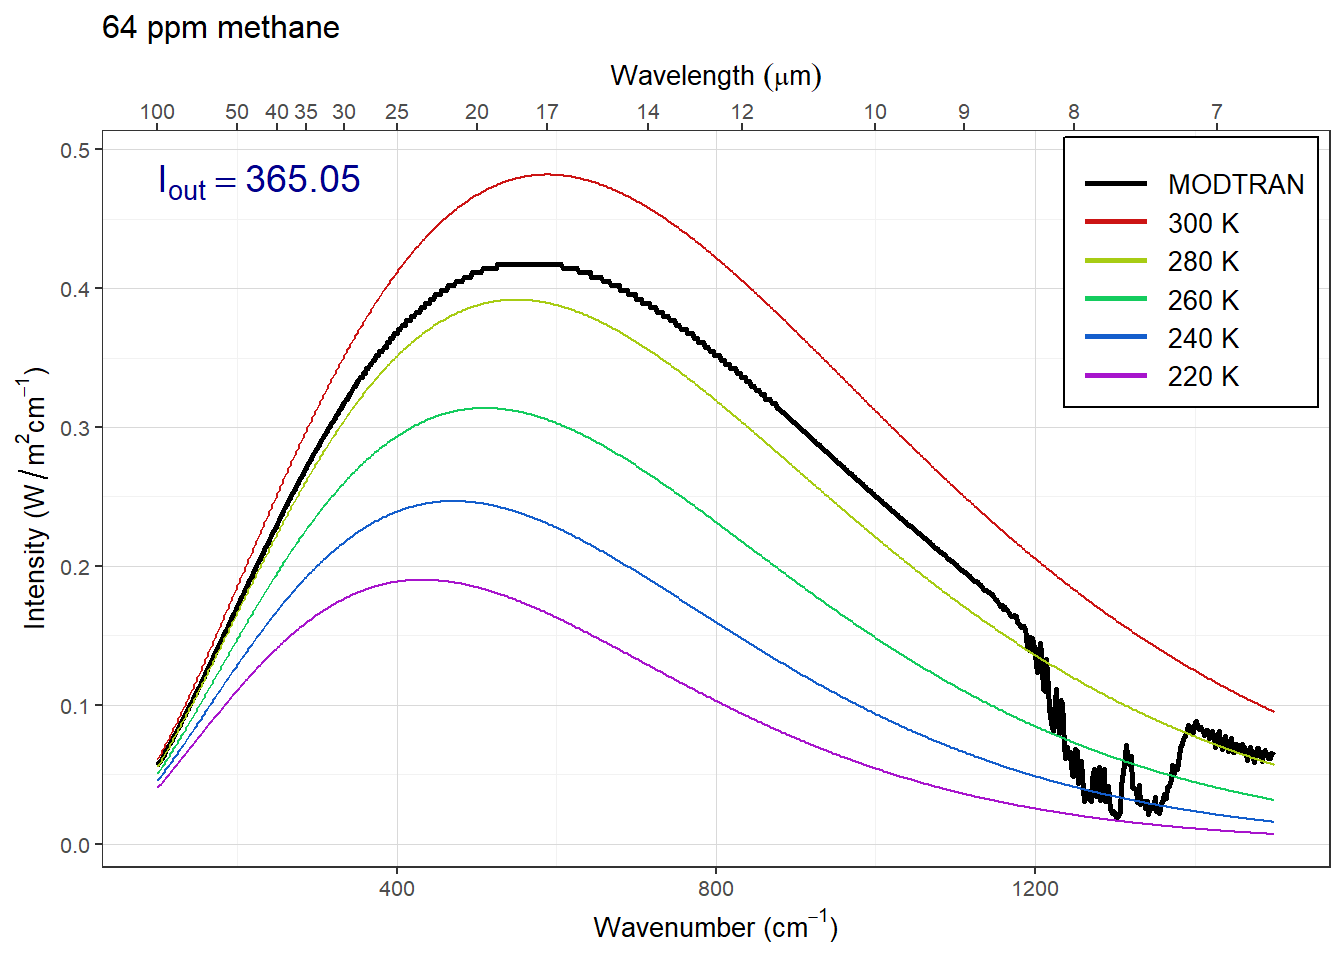 64 ppm methane
Wavelength (μm)
100 50 40 35 30 25 20 17 14 12 10 9 8 7
I_out = 365.05
MODTRAN
300 K
280 K
260 K
240 K
220 K
Intensity (W / m²cm⁻¹)
0.5
0.4
0.3
0.2
0.1
0.0
400 800 1200
Wavenumber (cm⁻¹)